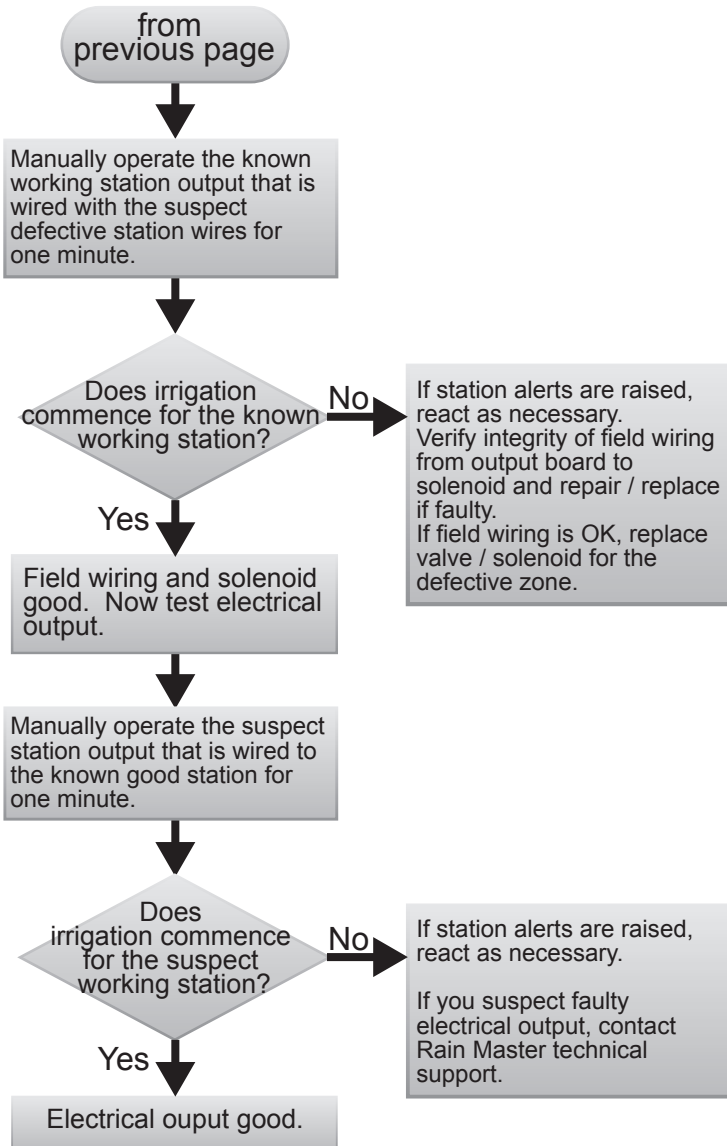 from
previous page
Manually operate the known
working station output that is
wired with the suspect
defective station wires for
one minute.
Does irrigation
commence for the known
working station?
No
If station alerts are raised,
react as necessary.
Verify integrity of field wiring
from output board to
solenoid and repair / replace
if faulty.
If field wiring is OK, replace
valve / solenoid for the
defective zone.
Yes
Field wiring and solenoid
good.  Now test electrical
output.
Manually operate the suspect
station output that is wired to
the known good station for
one minute.
Does
irrigation commence
for the suspect
working station?
No
If station alerts are raised,
react as necessary.
If you suspect faulty
electrical output, contact
Rain Master technical
support.
Yes
Electrical ouput good.